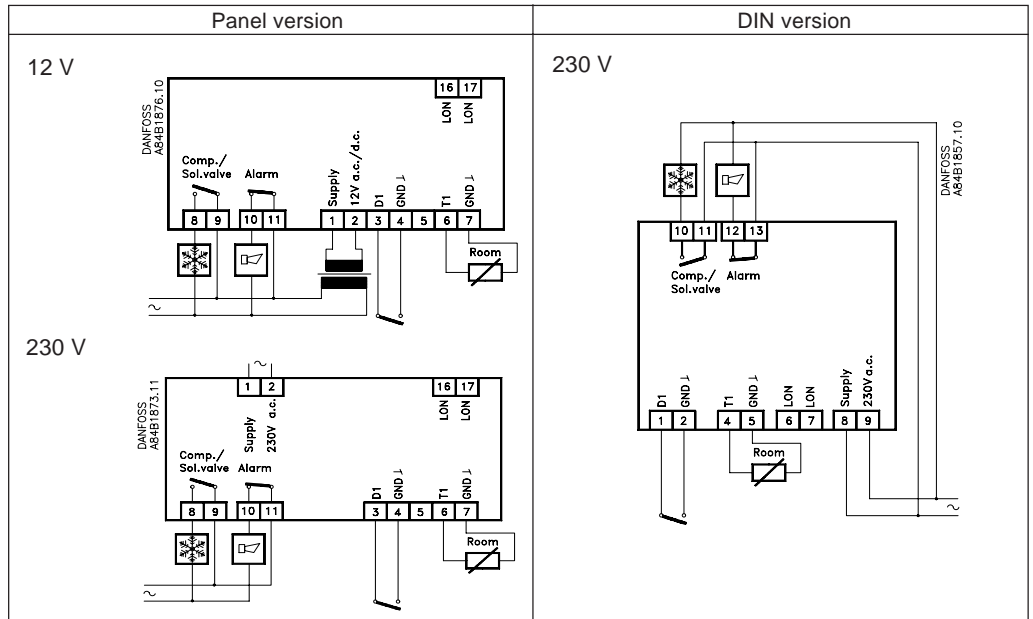 Panel version
DIN version
12 V
DANFOSS
A84B1876.10
16 17
LON LON
Comp./
Sol.valve
Alarm
Supply
12V a.c./d.c.
D1
GND
T1
GND
8 9 10 11 1 2 3 4 5 6 7
Room
~
230 V
~
DANFOSS
A84B1873.11
1 2
16 17
Supply
230V a.c.
LON LON
Comp./
Sol.valve
Alarm
D1
GND
T1
GND
8 9 10 11 3 4 5 6 7
Room
~
230 V
DANFOSS
A84B1857.10
10 11 12 13
Comp./
Sol.valve
Alarm
D1
GND
T1
GND
LON
LON
Supply
230V a.c.
1 2 4 5 6 7 8 9
Room
~